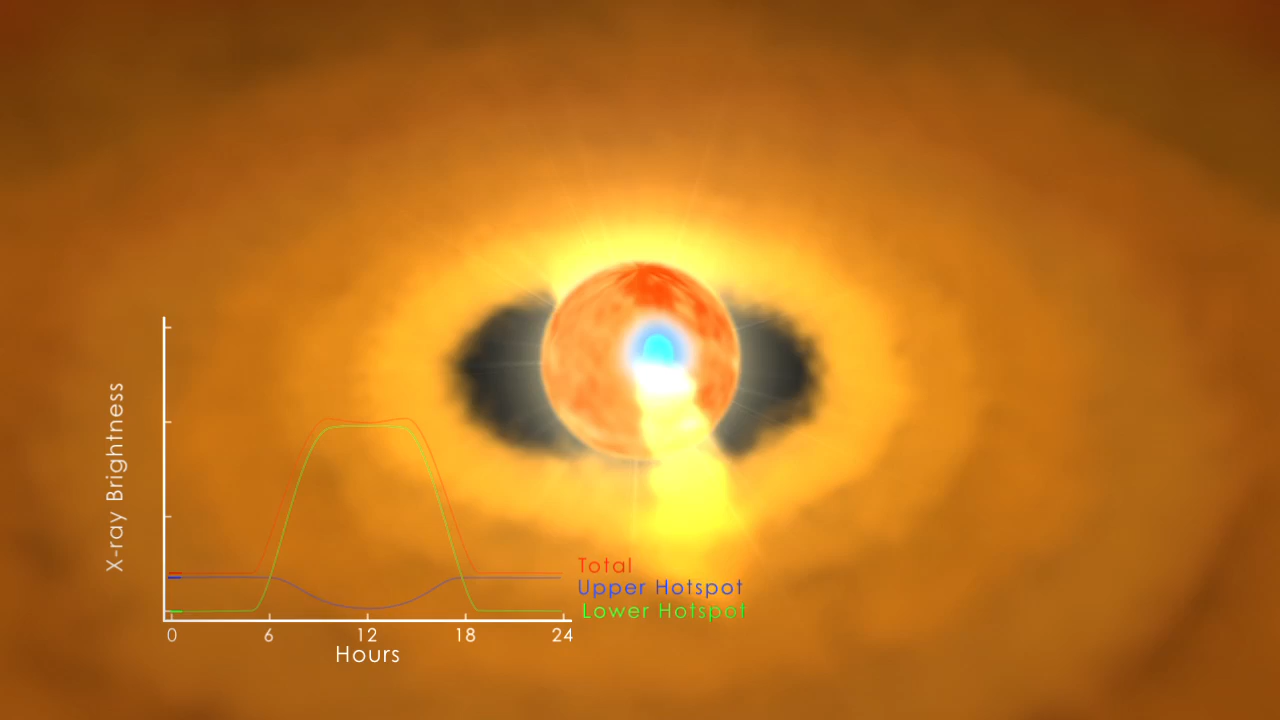 X-ray Brightness
Total
Upper Hotspot
Lower Hotspot
0 6 12 18 24
Hours